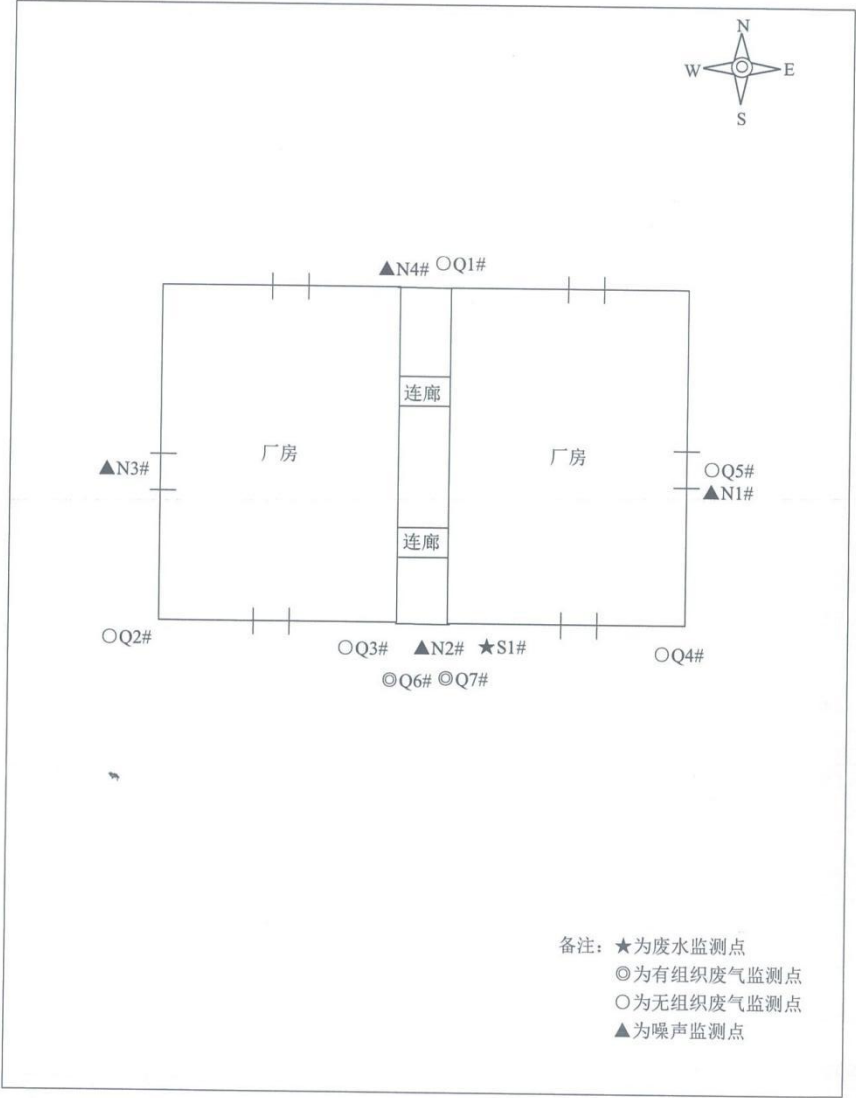 N
W E
S
▲N4# ○Q1#
连廊
厂房 厂房
▲N3# ○Q5#
▲N1#
连廊
○Q2#
○Q3# ▲N2# ★S1# ○Q4#
◎Q6# ◎Q7#
备注：★为废水监测点
◎为有组织废气监测点
○为无组织废气监测点
▲为噪声监测点